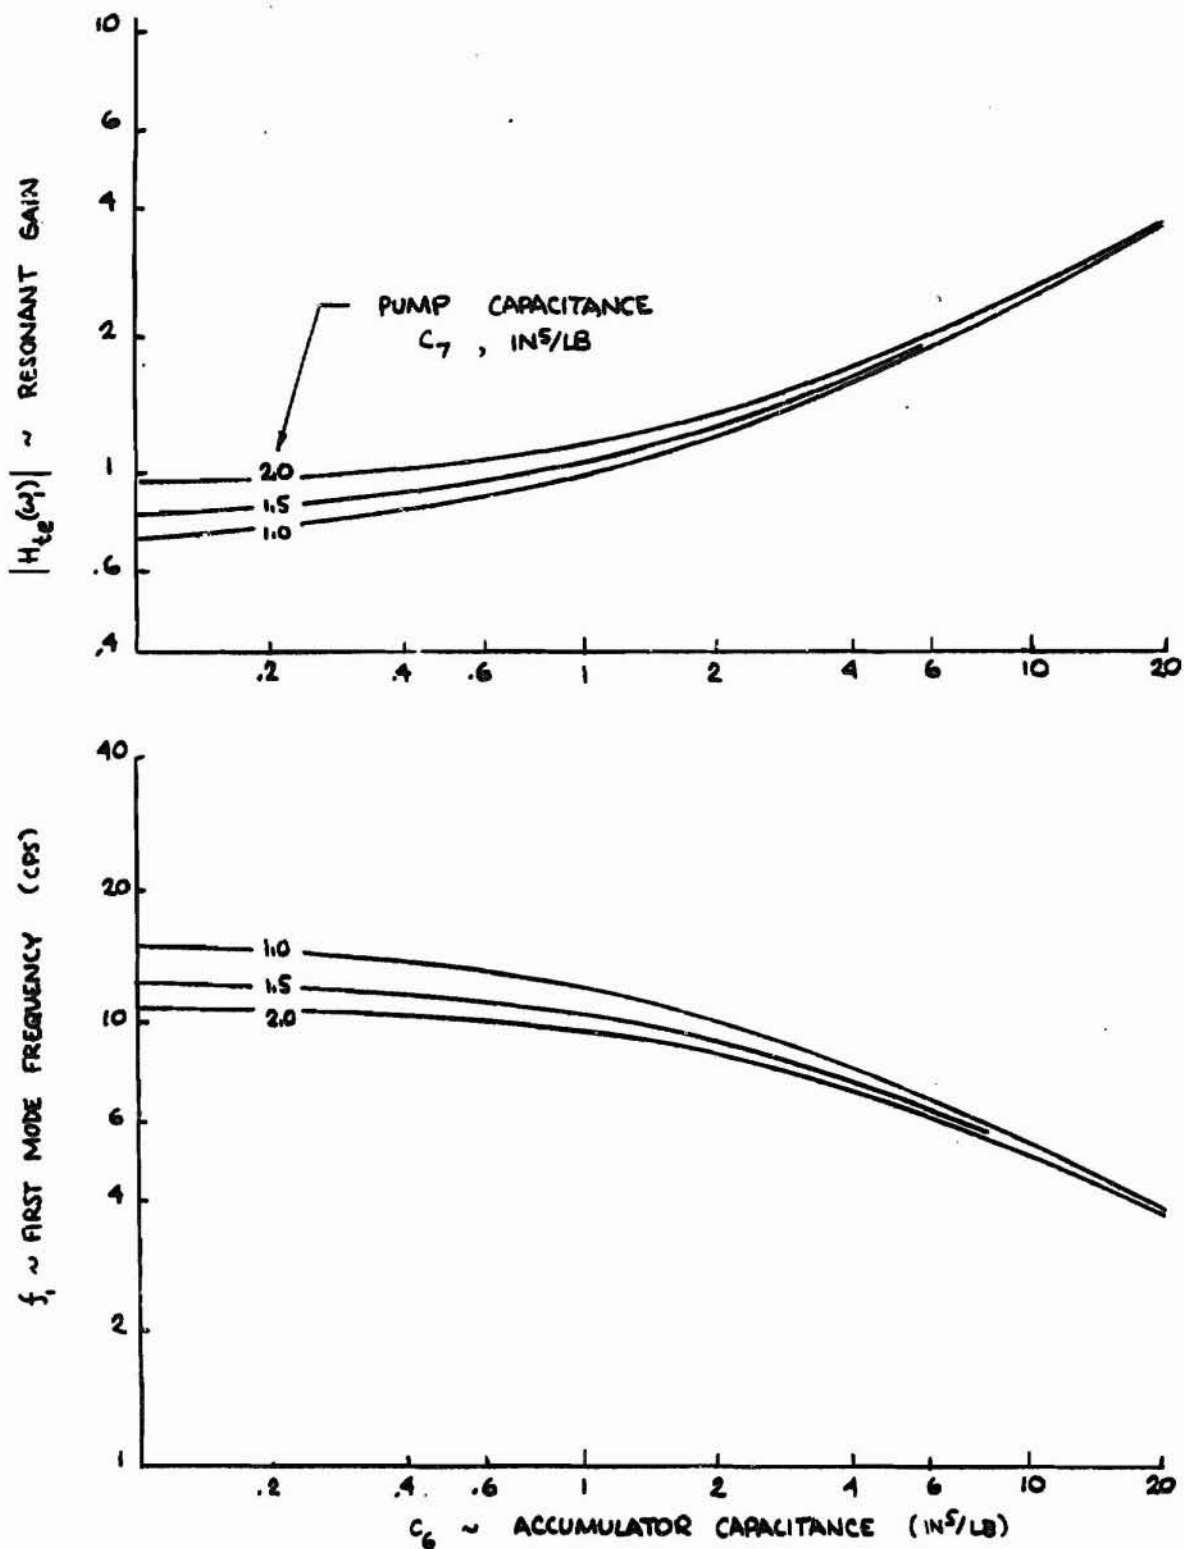 10
6
4
2
1
.6
.4
|Hte(ω1)| ~ RESONANT GAIN
PUMP CAPACITANCE
C7 , IN5/LB
2.0
1.5
1.0
.2 .4 .6 1 2 4 6 10 20
40
20
10
6
4
2
1
f1 ~ FIRST MODE FREQUENCY (CPS)
1.0
1.5
2.0
.2 .4 .6 1 2 4 6 10 20
C6 ~ ACCUMULATOR CAPACITANCE (IN5/LB)